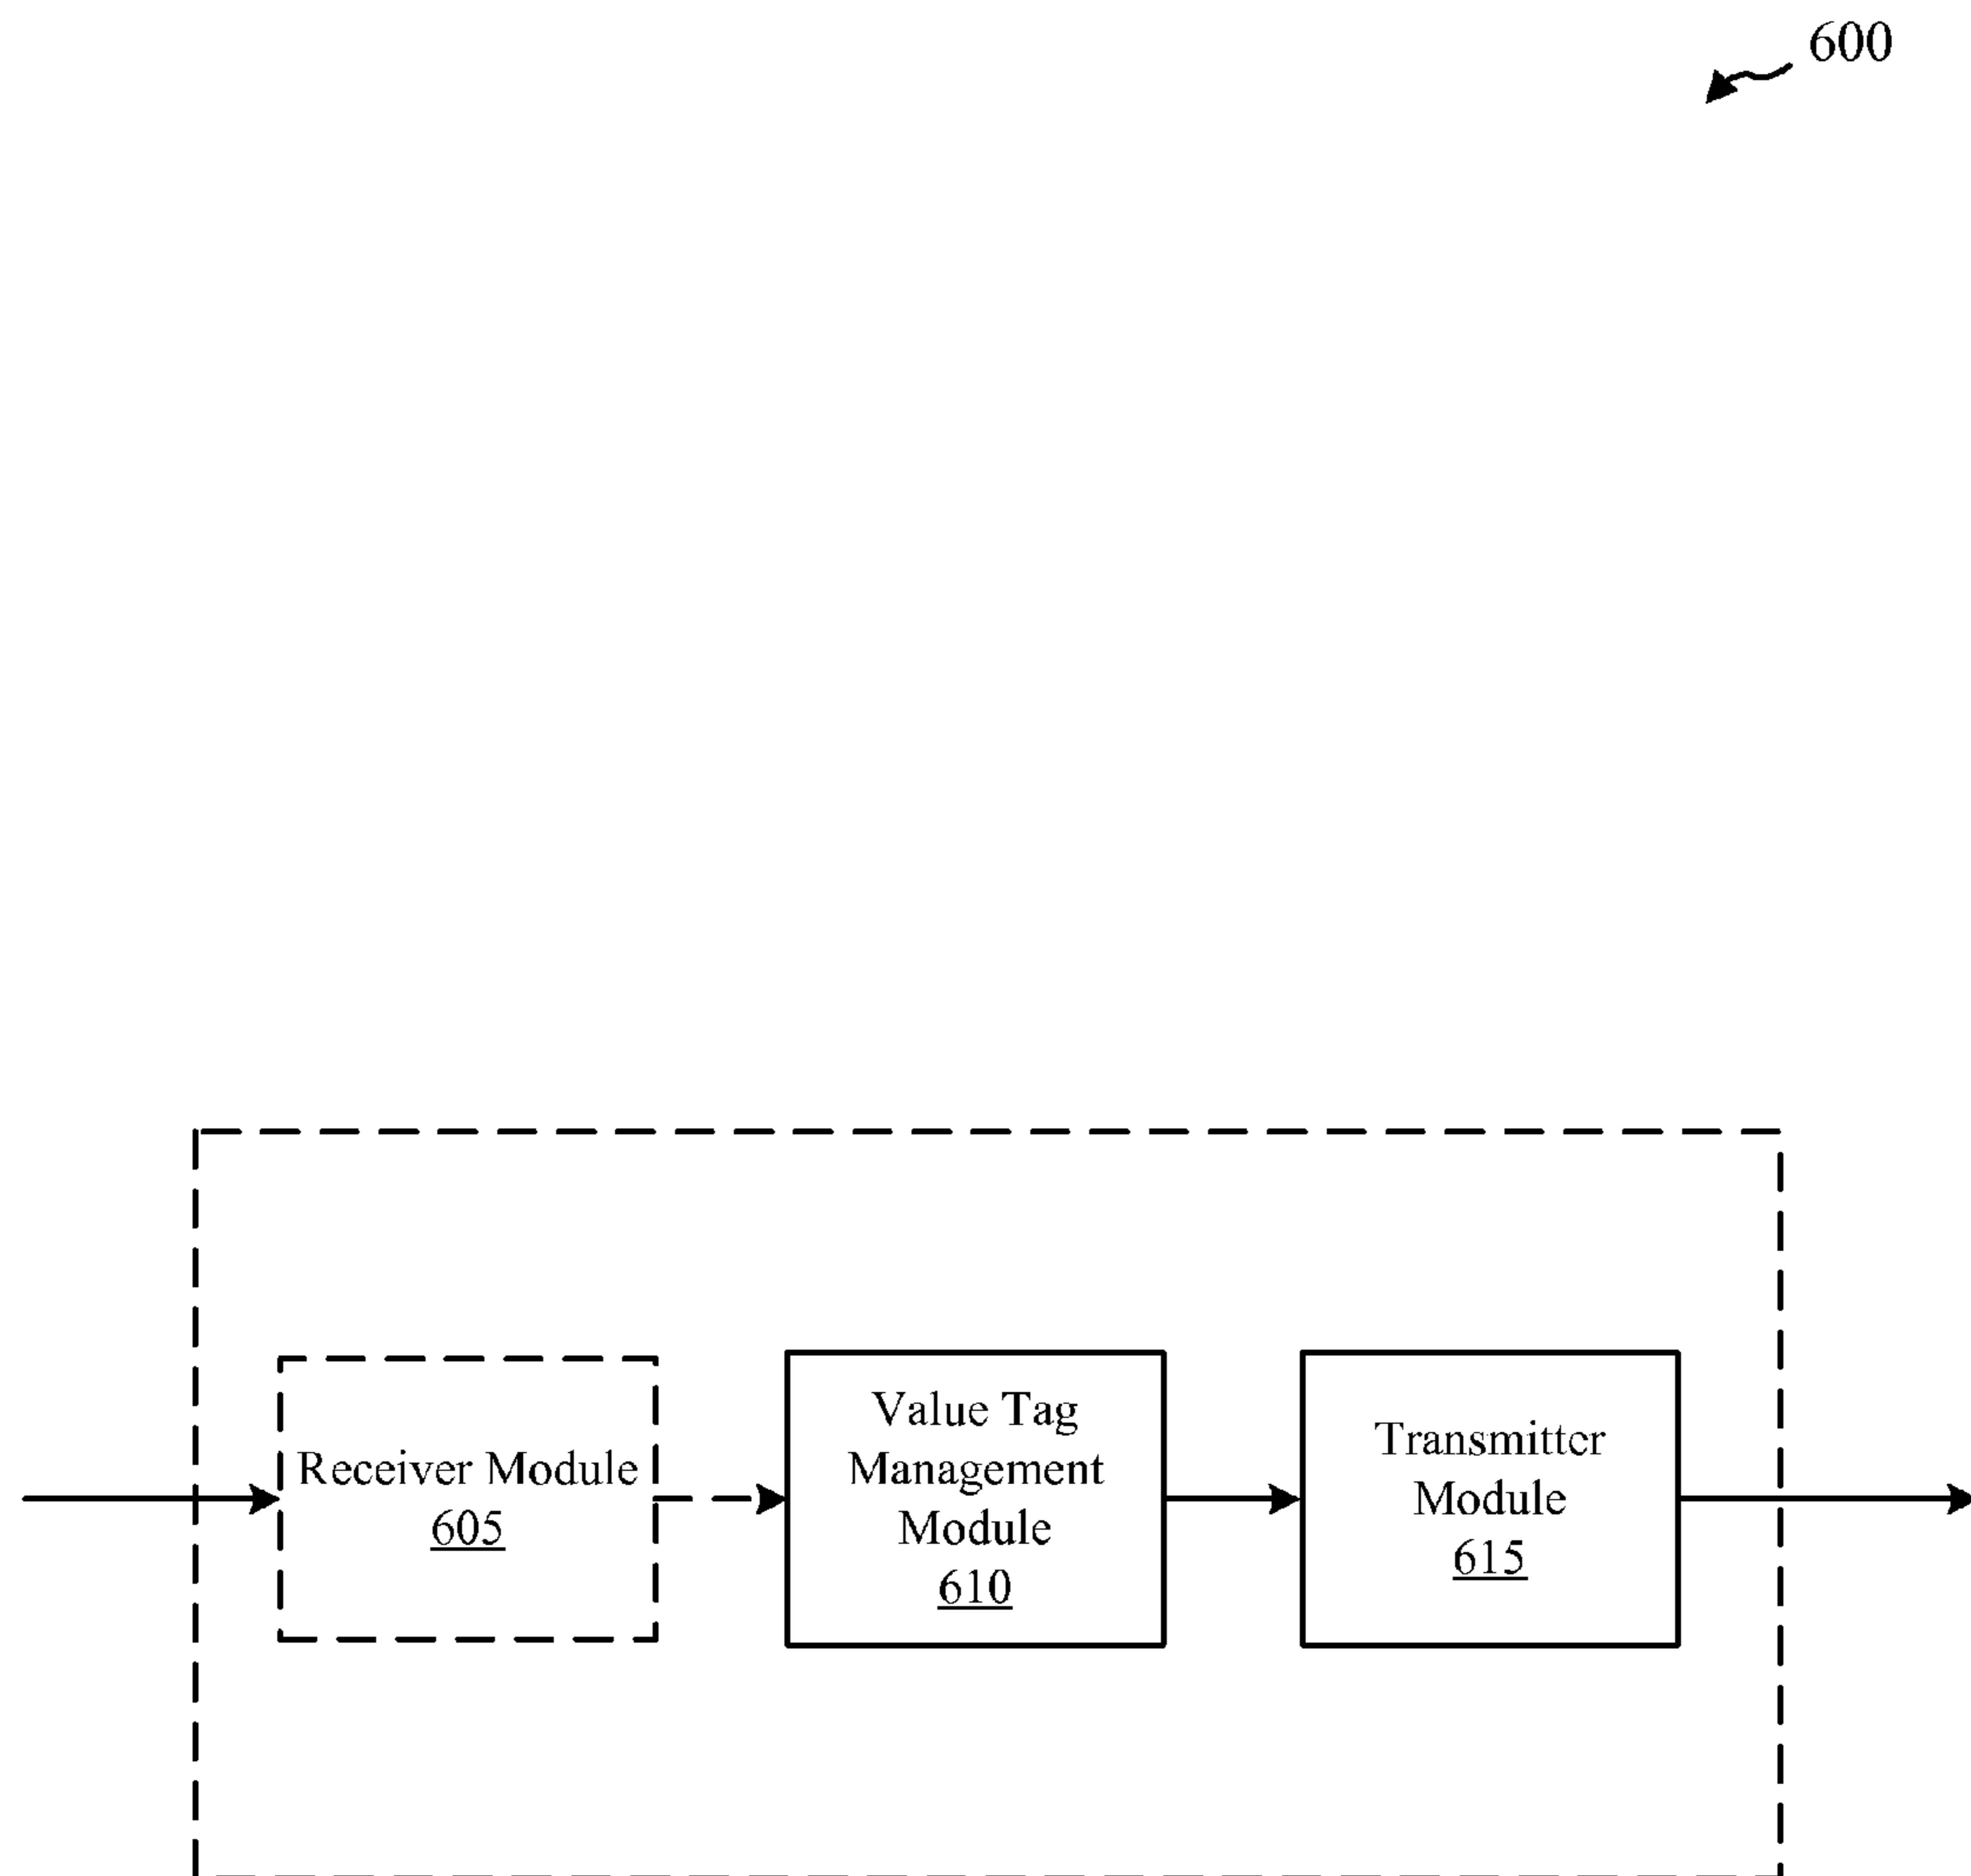 600
Receiver Module
605
Value Tag
Management
Module
610
Transmitter
Module
615